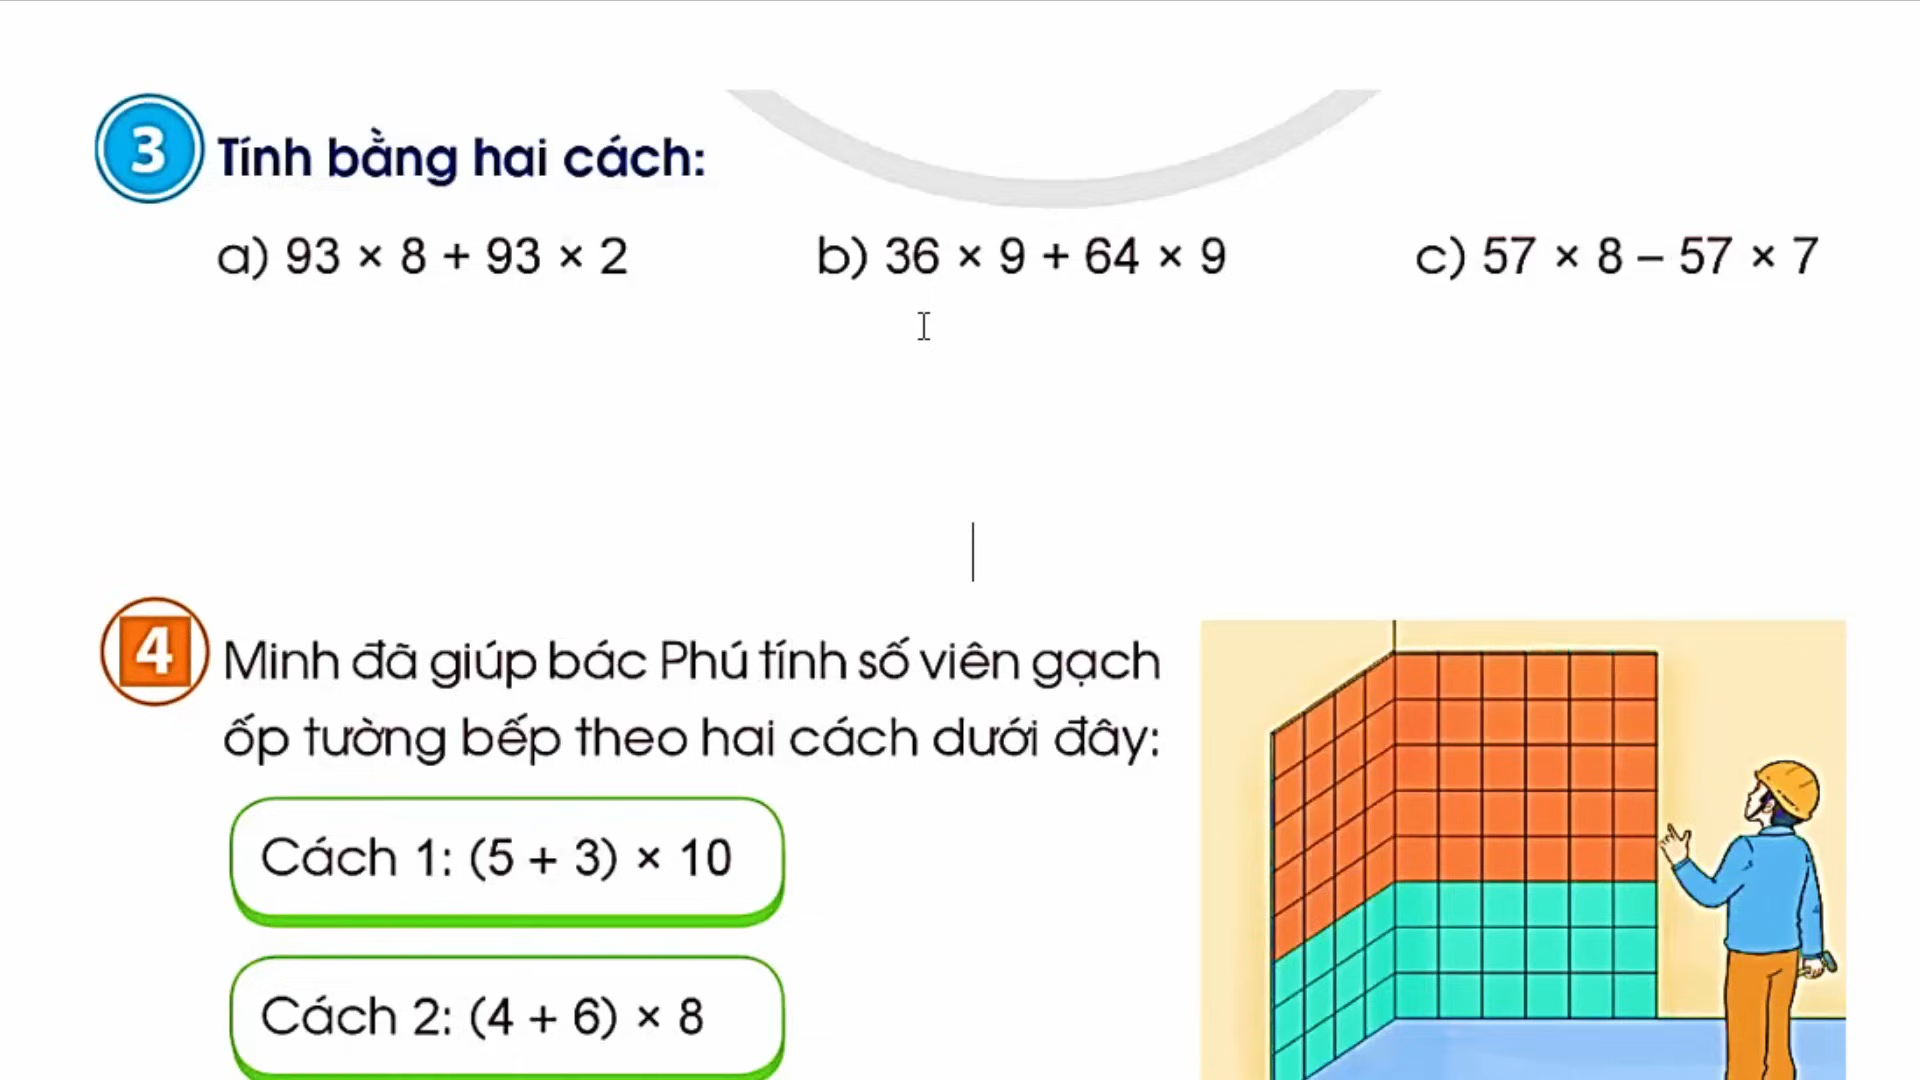 3 Tính bằng hai cách:
a) 93 × 8 + 93 × 2 b) 36 × 9 + 64 × 9 c) 57 × 8 – 57 × 7
4 Minh đã giúp bác Phú tính số viên gạch
ốp tường bếp theo hai cách dưới đây:
Cách 1: (5 + 3) × 10
Cách 2: (4 + 6) × 8